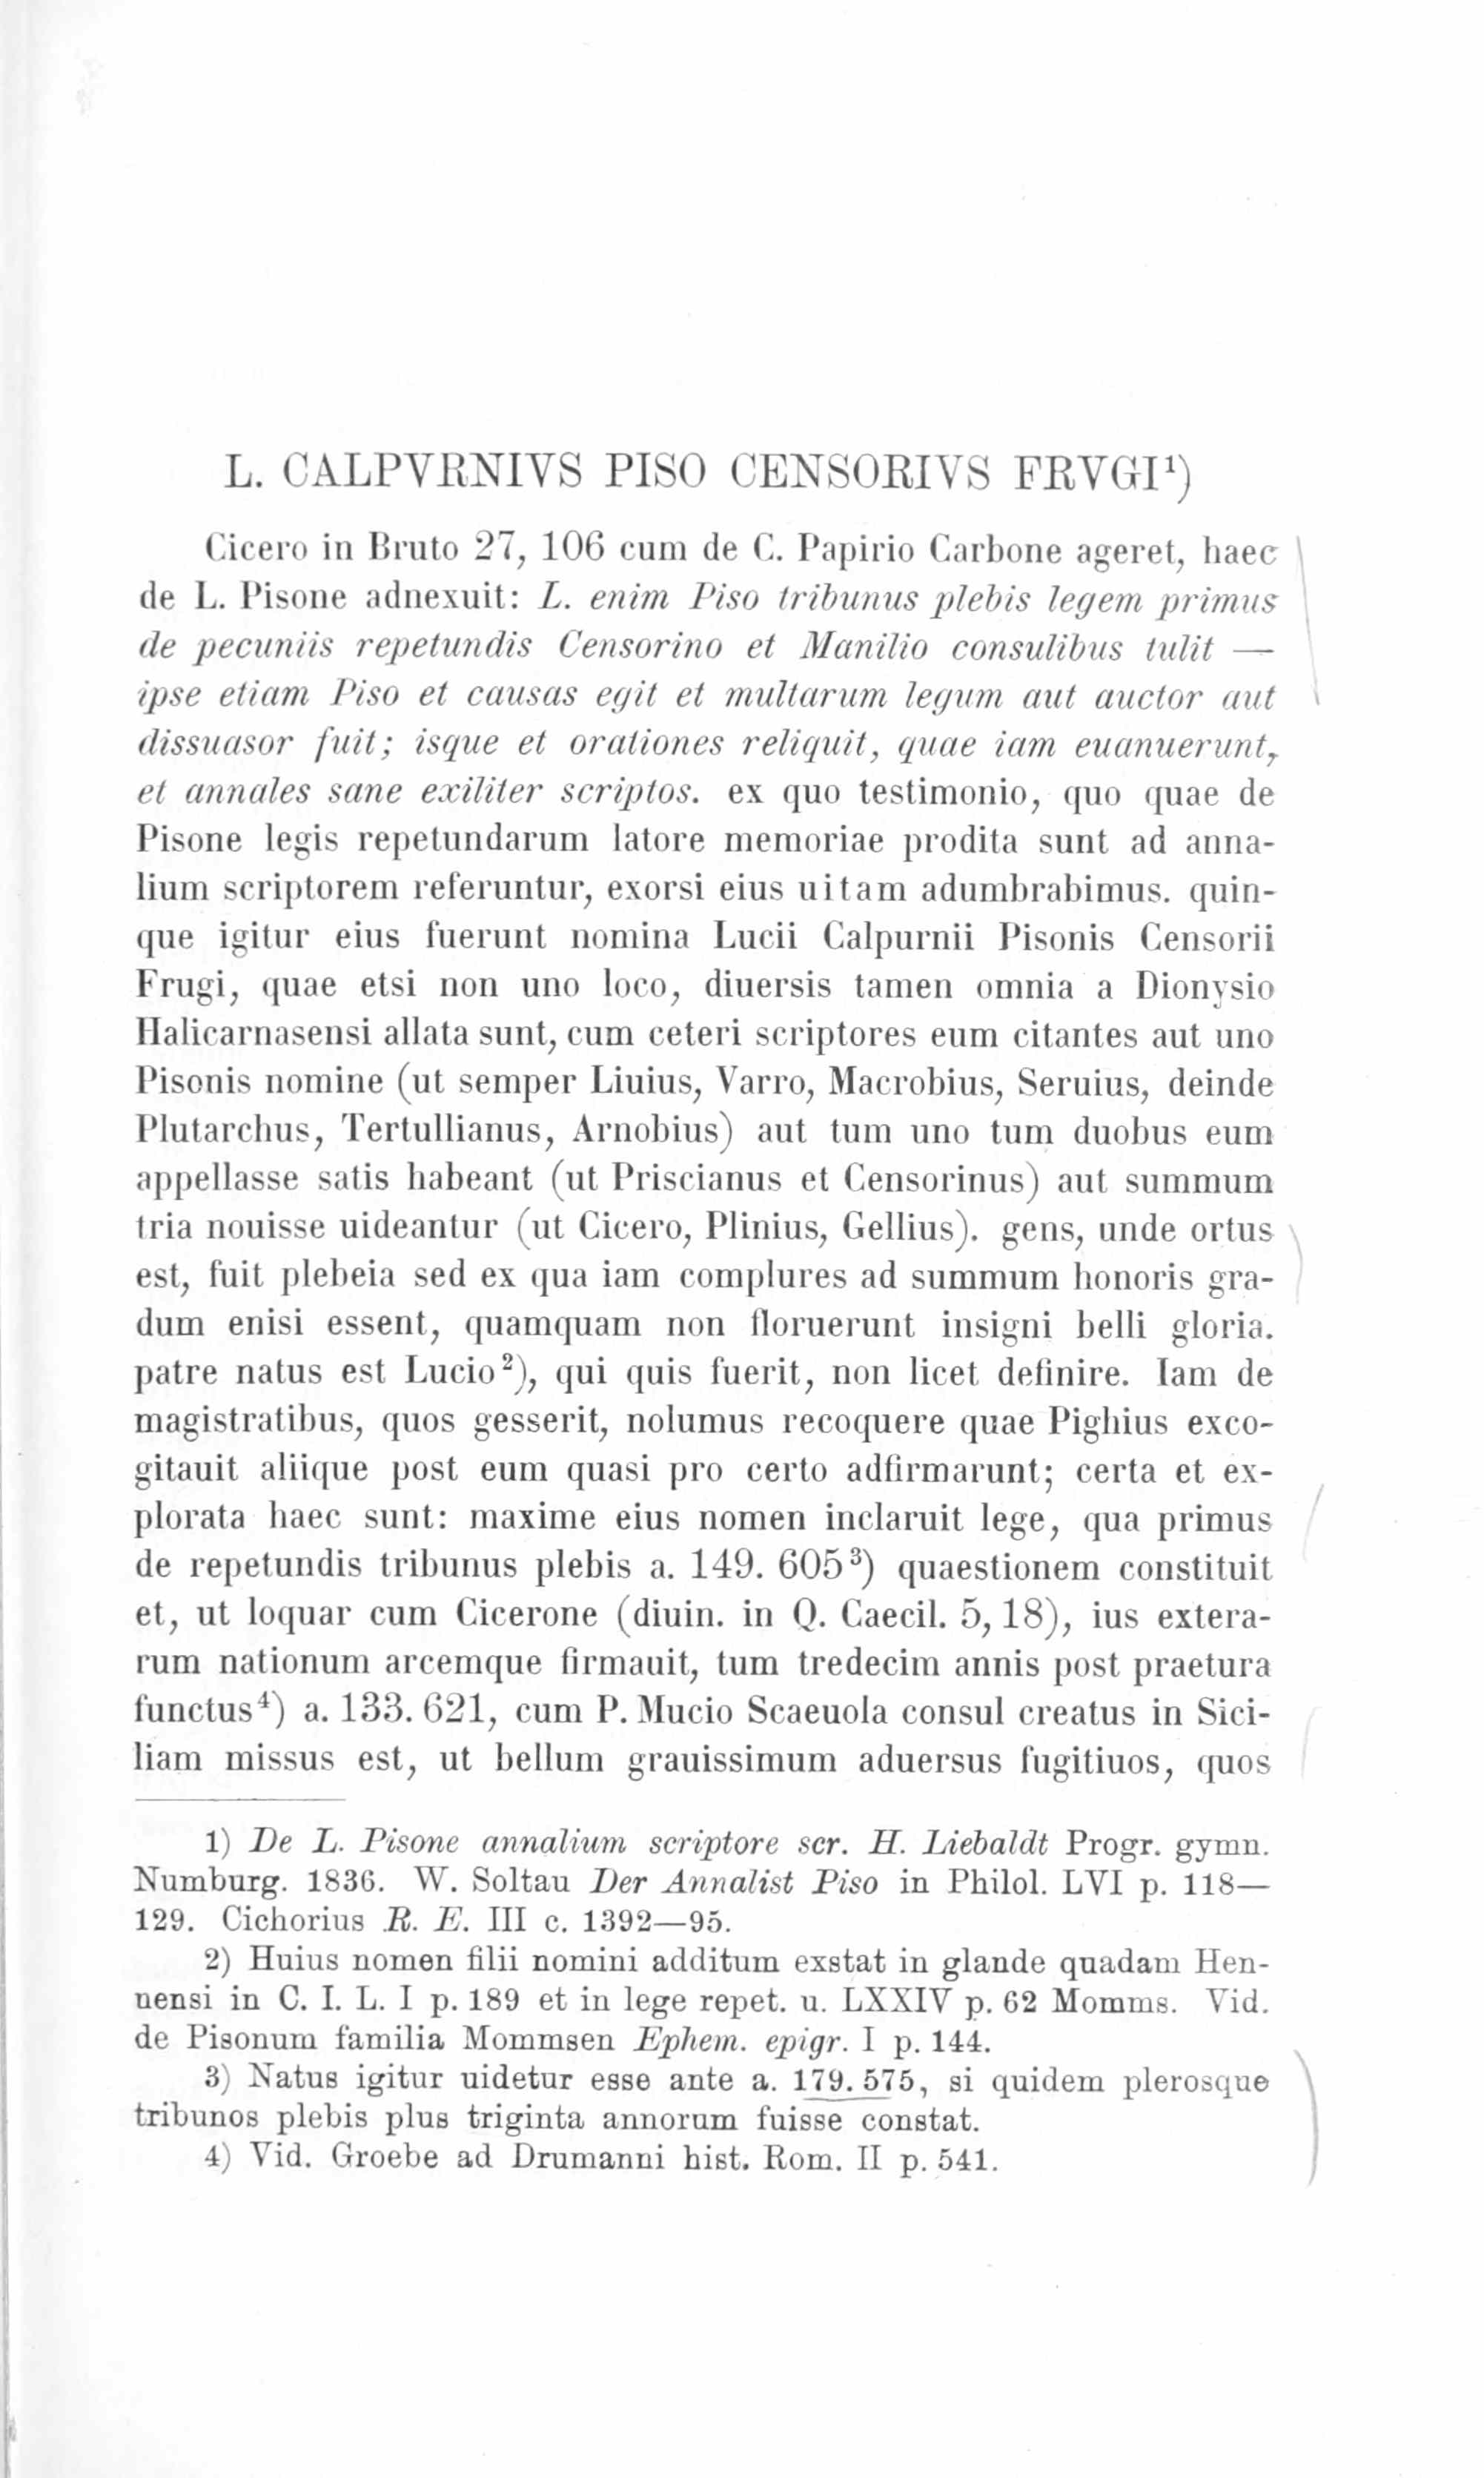 L. CALPVRNIVS PISO CENSORIVS FRVGI¹)
Cicero in Bruto 27, 106 cum de C. Papirio Carbone ageret, haec
de L. Pisone adnexuit: L. enim Piso tribunus plebis legem primus
de pecuniis repetundis Censorino et Manilio consulibus tulit —
ipse etiam Piso et causas egit et multarum legum aut auctor aut
dissuasor fuit; isque et orationes reliquit, quae iam euanuerunt,
et annales sane exiliter scriptos. ex quo testimonio, quo quae de
Pisone legis repetundarum latore memoriae prodita sunt ad anna-
lium scriptorem referuntur, exorsi eius uitam adumbrabimus. quin-
que igitur eius fuerunt nomina Lucii Calpurnii Pisonis Censorii
Frugi, quae etsi non uno loco, diuersis tamen omnia a Dionysio
Halicarnasensi allata sunt, cum ceteri scriptores eum citantes aut uno
Pisonis nomine (ut semper Liuius, Varro, Macrobius, Seruius, deinde
Plutarchus, Tertullianus, Arnobius) aut tum uno tum duobus eum
appellasse satis habeant (ut Priscianus et Censorinus) aut summum
tria nouisse uideantur (ut Cicero, Plinius, Gellius). gens, unde ortus
est, fuit plebeia sed ex qua iam complures ad summum honoris gra-
dum enisi essent, quamquam non floruerunt insigni belli gloria.
patre natus est Lucio²), qui quis fuerit, non licet definire. Iam de
magistratibus, quos gesserit, nolumus recoquere quae Pighius exco-
gitauit aliique post eum quasi pro certo adfirmarunt; certa et ex-
plorata haec sunt: maxime eius nomen inclaruit lege, qua primus
de repetundis tribunus plebis a. 149. 605³) quaestionem constituit
et, ut loquar cum Cicerone (diuin. in Q. Caecil. 5, 18), ius extera-
rum nationum arcemque firmauit, tum tredecim annis post praetura
functus⁴) a. 133. 621, cum P. Mucio Scaeuola consul creatus in Sici-
liam missus est, ut bellum grauissimum aduersus fugitiuos, quos
1) De L. Pisone annalium scriptore scr. H. Liebaldt Progr. gymn.
Numburg. 1836. W. Soltau Der Annalist Piso in Philol. LVI p. 118—
129. Cichorius R. E. III c. 1392—95.
2) Huius nomen filii nomini additum exstat in glande quadam Hen-
nensi in C. I. L. I p. 189 et in lege repet. u. LXXIV p. 62 Momms. Vid.
de Pisonum familia Mommsen Ephem. epigr. I p. 144.
3) Natus igitur uidetur esse ante a. 179. 575, si quidem plerosque
tribunos plebis plus triginta annorum fuisse constat.
4) Vid. Groebe ad Drumanni hist. Rom. II p. 541.